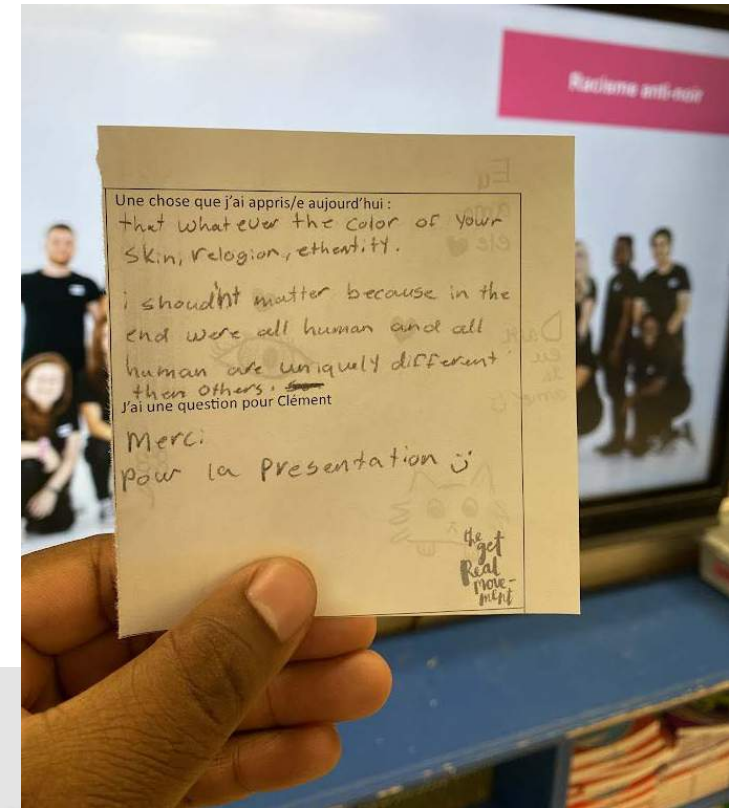 Racisme anti-noir
Une chose que j'ai appris/e aujourd'hui :
that whatever the color of your
skin, relogion, ethentity.
i shoud'nt matter because in the
end were all human and all
human are uniquely different
then others.
J'ai une question pour Clément
Merci
pour la presentation
the
get
Real
move-
ment